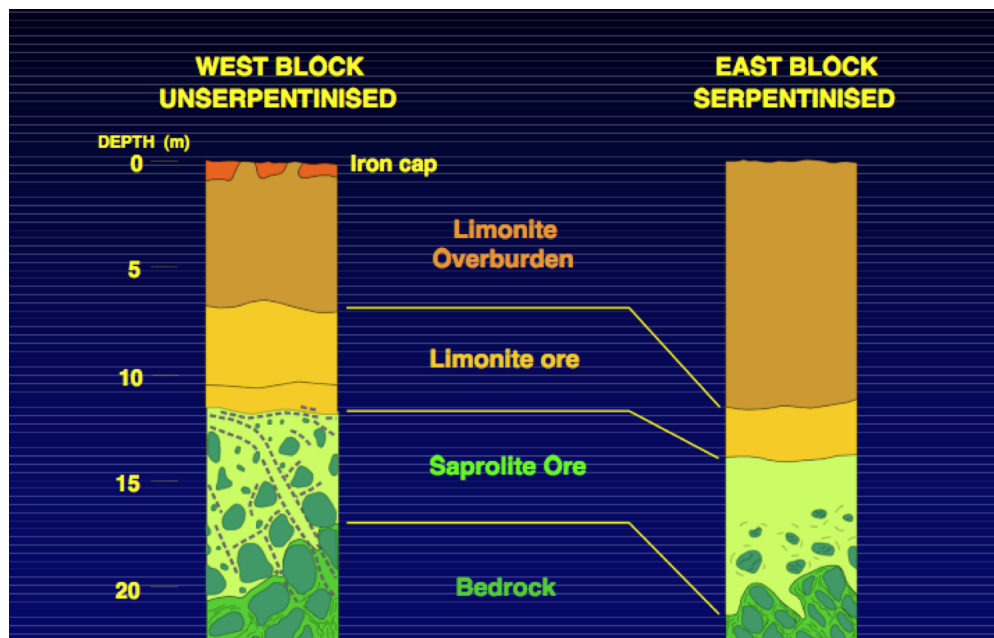 WEST BLOCK
UNSERPENTINISED
EAST BLOCK
SERPENTINISED
DEPTH (m)
0
Iron cap
Limonite
Overburden
5
Limonite ore
10
Saprolite Ore
15
Bedrock
20